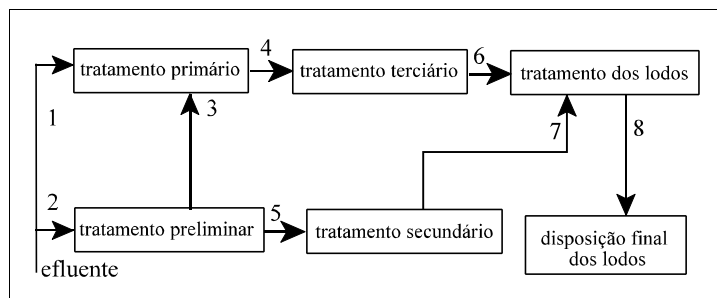 4
6
tratamento primário
tratamento terciário
tratamento dos lodos
1
3
7
8
2
5
tratamento preliminar
tratamento secundário
disposição final
dos lodos
efluente